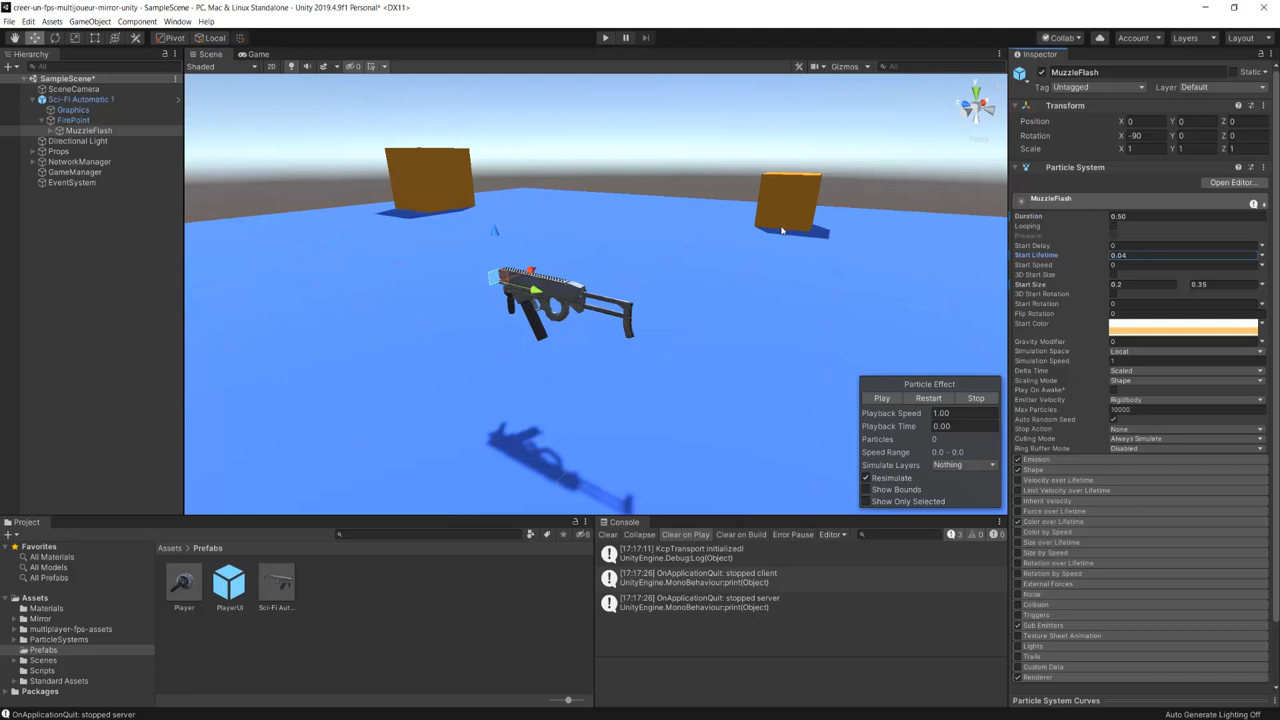 creer-un-fps-multijoueur-mirror-unity - SampleScene - PC, Mac & Linux Standalone - Unity 2019.4.9f1 Personal* <DX11>
File Edit Assets GameObject Component Window Help
Pivot Local Collab Account Layers Layout
Hierarchy
All
SampleScene*
SceneCamera
Sci-Fi Automatic 1
Graphics
FirePoint
MuzzleFlash
Directional Light
Props
NetworkManager
GameManager
EventSystem
Scene Game
Shaded 2D 0 Gizmos All
Persp
Particle Effect
Play Restart Stop
Playback Speed 1.00
Playback Time 0.00
Particles 0
Speed Range 0.0 - 0.0
Simulate Layers Nothing
Resimulate
Show Bounds
Show Only Selected
Inspector
MuzzleFlash Static
Tag Untagged Layer Default
Transform
Position X 0 Y 0 Z 0
Rotation X -90 Y 0 Z 0
Scale X 1 Y 1 Z 1
Particle System
Open Editor...
MuzzleFlash
Duration 0.50
Looping
Prewarm
Start Delay 0
Start Lifetime 0.04
Start Speed 0
3D Start Size
Start Size 0.2 0.35
3D Start Rotation
Start Rotation 0
Flip Rotation 0
Start Color
Gravity Modifier 0
Simulation Space Local
Simulation Speed 1
Delta Time Scaled
Scaling Mode Shape
Play On Awake*
Emitter Velocity Rigidbody
Max Particles 10000
Auto Random Seed
Stop Action None
Culling Mode Always Simulate
Ring Buffer Mode Disabled
Emission
Shape
Velocity over Lifetime
Limit Velocity over Lifetime
Inherit Velocity
Force over Lifetime
Color over Lifetime
Color by Speed
Size over Lifetime
Size by Speed
Rotation over Lifetime
Rotation by Speed
External Forces
Noise
Collision
Triggers
Sub Emitters
Texture Sheet Animation
Lights
Trails
Custom Data
Renderer
Particle System Curves
Project
8
Favorites
All Materials
All Models
All Prefabs
Assets
Materials
Mirror
multiplayer-fps-assets
ParticleSystems
Prefabs
Scenes
Scripts
Standard Assets
Packages
Assets Prefabs
Player PlayerUI Sci-Fi Aut...
Console
Clear Collapse Clear on Play Clear on Build Error Pause Editor 3 0 0
[17:17:11] KcpTransport initialized!
UnityEngine.Debug:Log(Object)
[17:17:26] OnApplicationQuit: stopped client
UnityEngine.MonoBehaviour:print(Object)
[17:17:26] OnApplicationQuit: stopped server
UnityEngine.MonoBehaviour:print(Object)
OnApplicationQuit: stopped server
Auto Generate Lighting Off